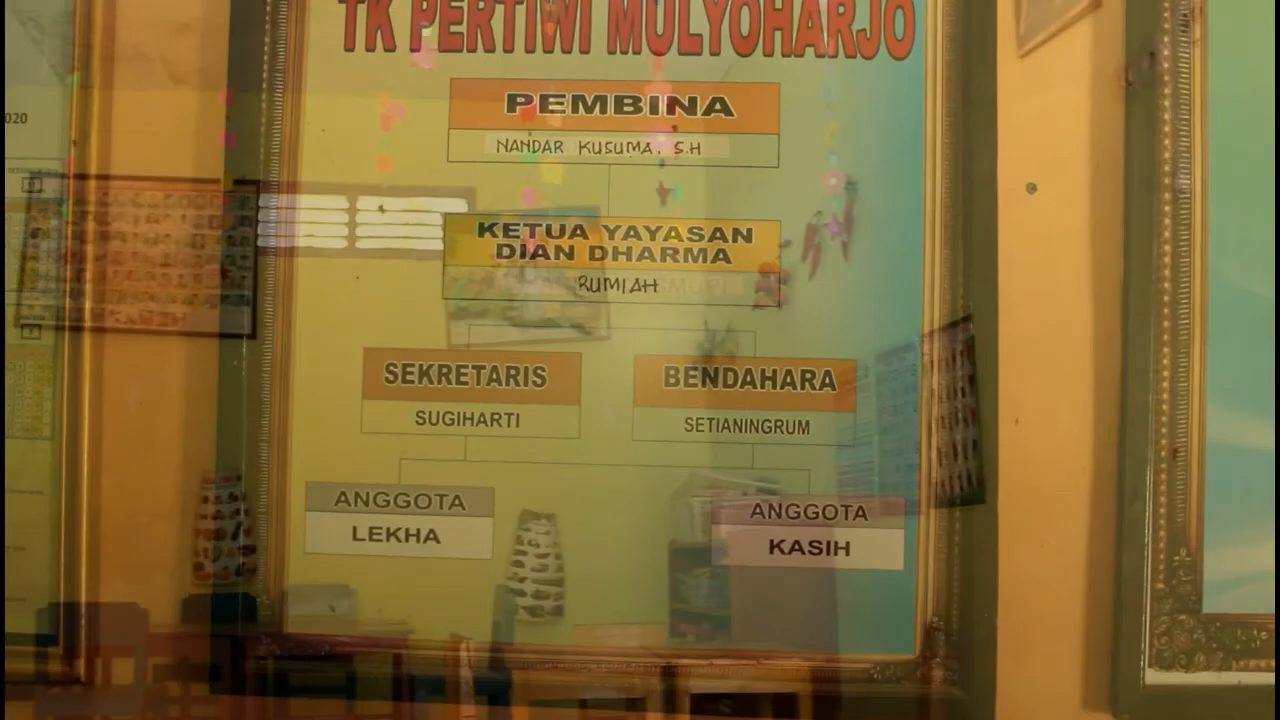 TK PERTIWI MULYOHARJO
PEMBINA
NANDAR KUSUMA. S.H
KETUA YAYASAN
DIAN DHARMA
RUMIAH
SEKRETARIS
SUGIHARTI
BENDAHARA
SETIANINGRUM
ANGGOTA
LEKHA
ANGGOTA
KASIH
020